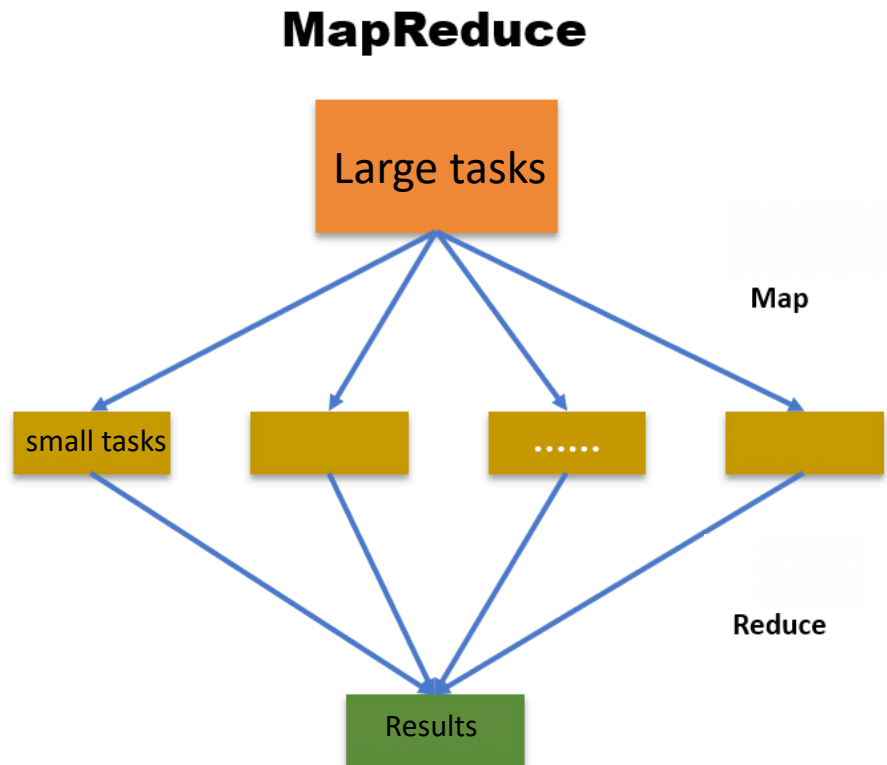 MapReduce
Large tasks
Map
small tasks
......
Reduce
Results